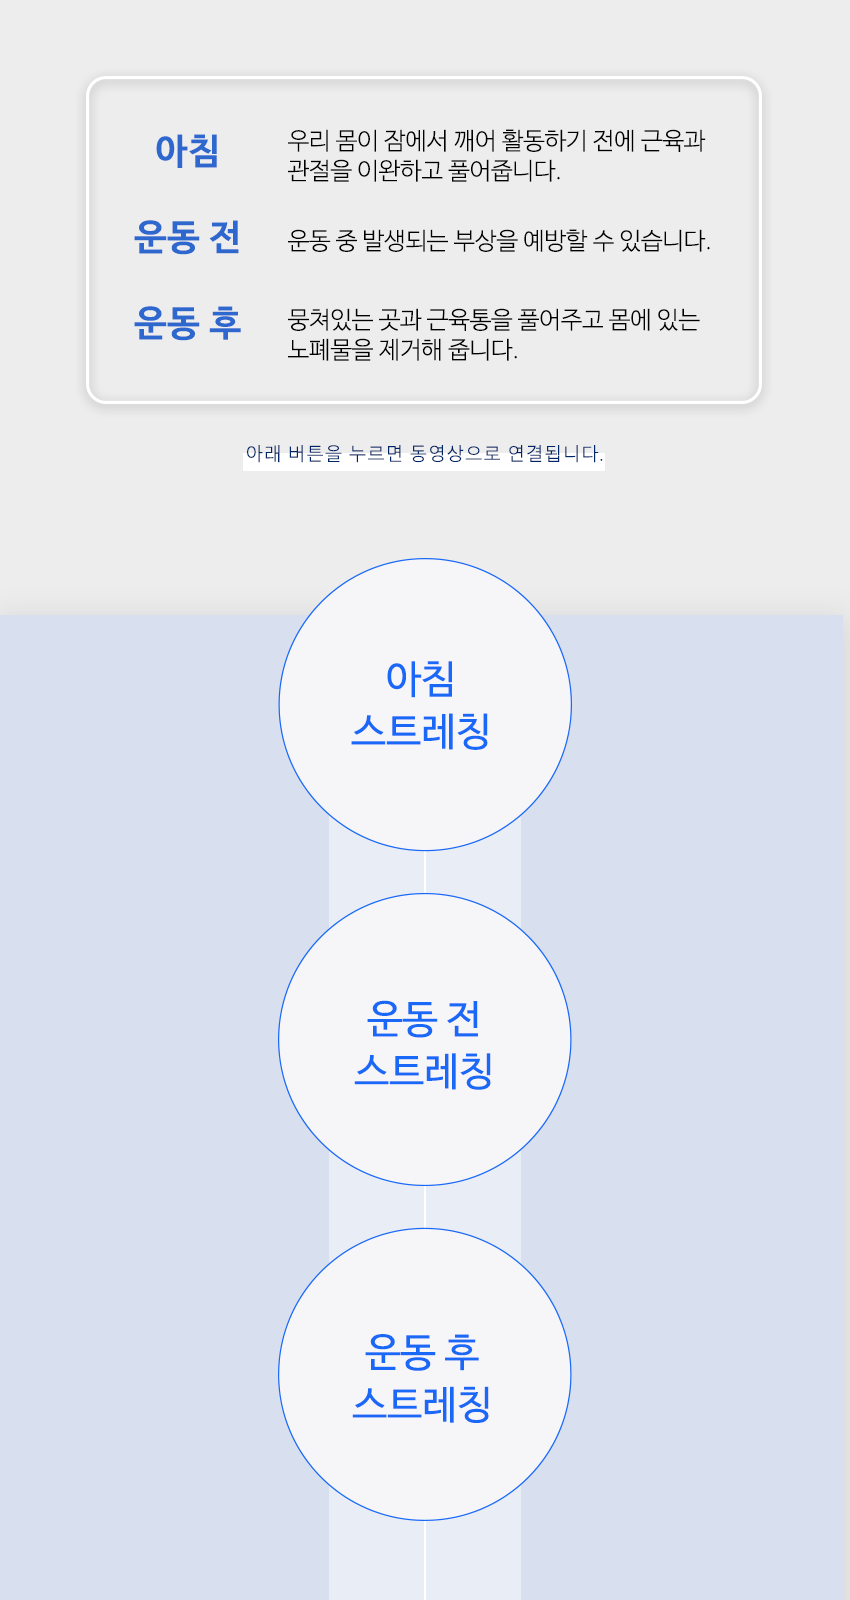 아침
우리 몸이 잠에서 깨어 활동하기 전에 근육과
관절을 이완하고 풀어줍니다.
운동 전
운동 중 발생되는 부상을 예방할 수 있습니다.
운동 후
뭉쳐있는 곳과 근육통을 풀어주고 몸에 있는
노폐물을 제거해 줍니다.
아래 버튼을 누르면 동영상으로 연결됩니다.
아침
스트레칭
운동 전
스트레칭
운동 후
스트레칭